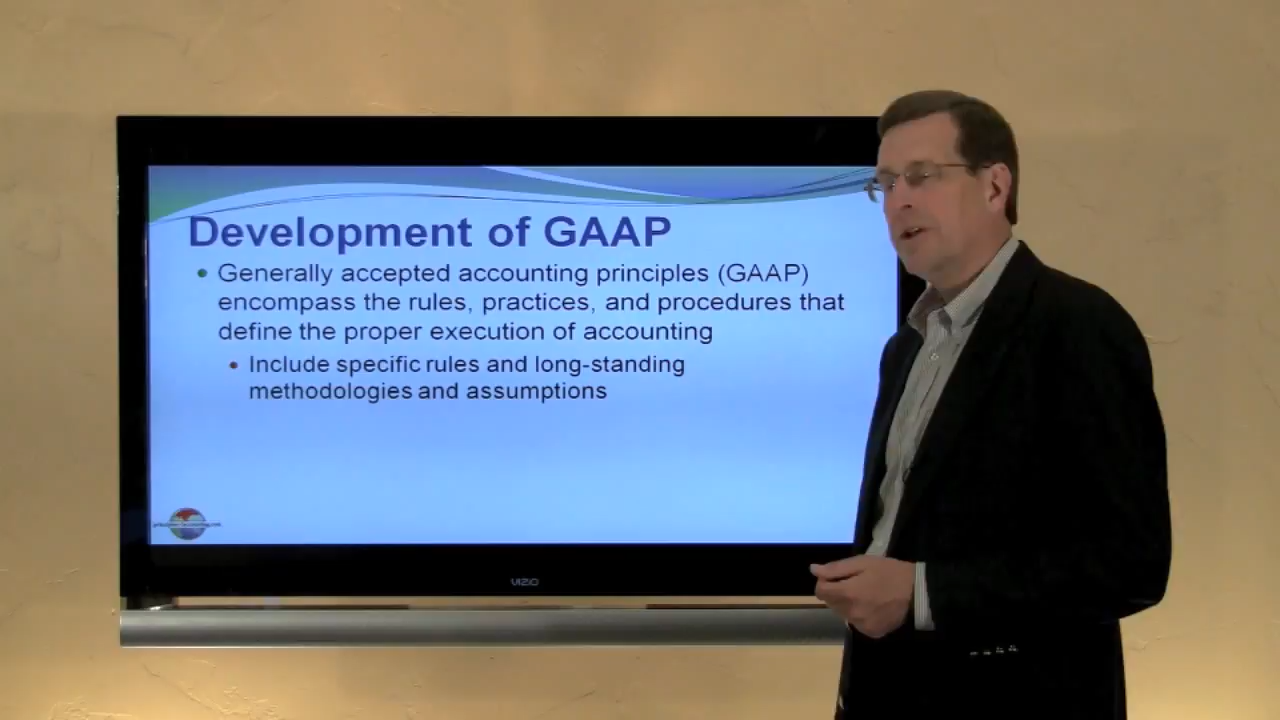 Development of GAAP
• Generally accepted accounting principles (GAAP)
encompass the rules, practices, and procedures that
define the proper execution of accounting
• Include specific rules and long-standing
methodologies and assumptions
VIZIO